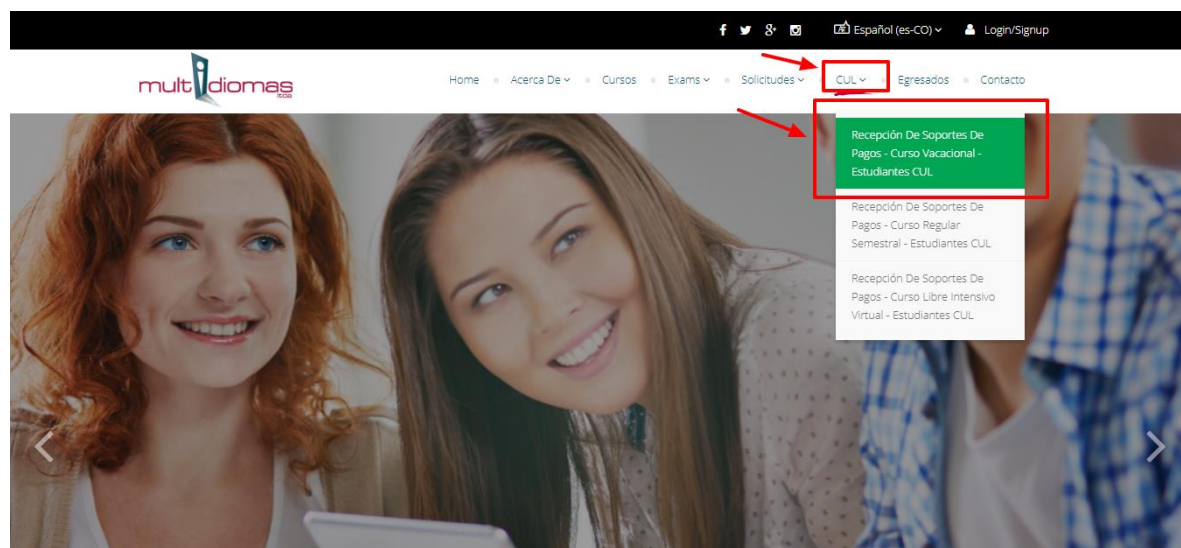 Español (es-CO)
Login/Signup
multidiomas
ltda
Home
Acerca De
Cursos
Exams
Solicitudes
CUL
Egresados
Contacto
Recepción De Soportes De
Pagos - Curso Vacacional -
Estudiantes CUL
Recepción De Soportes De
Pagos - Curso Regular
Semestral - Estudiantes CUL
Recepción De Soportes De
Pagos - Curso Libre Intensivo
Virtual - Estudiantes CUL